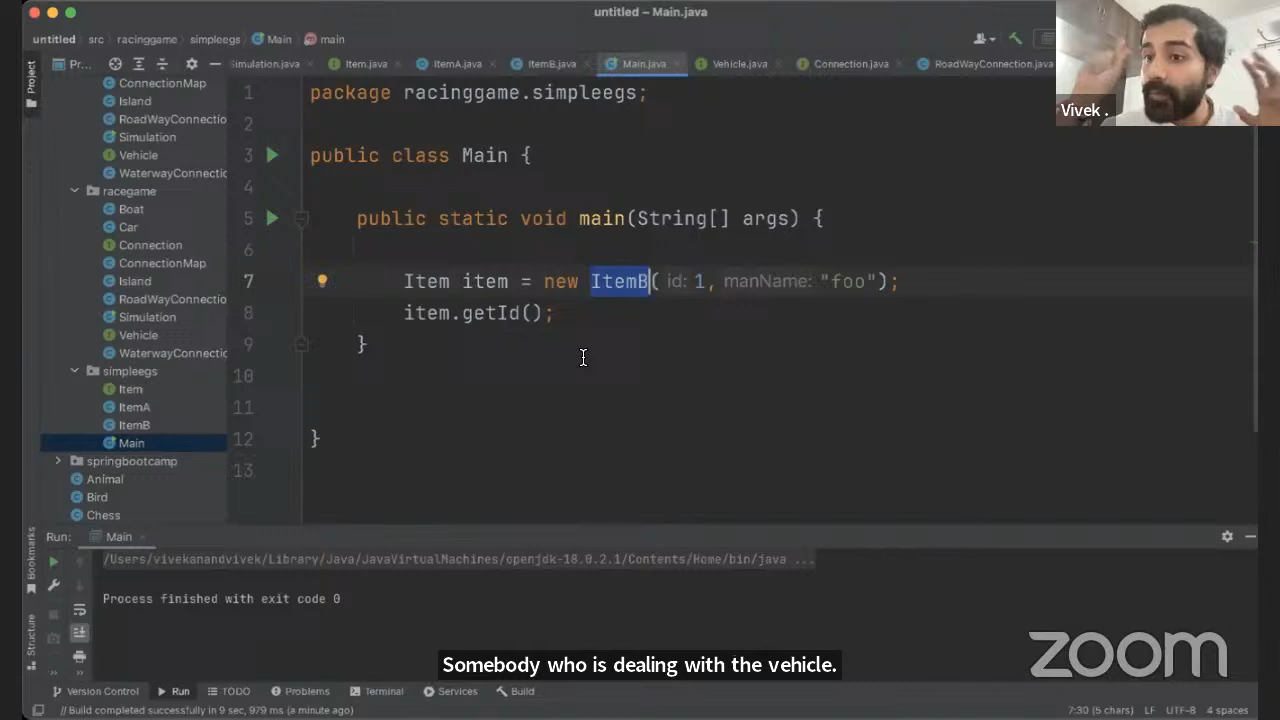 untitled – Main.java
untitled src racinggame simpleegs Main main
Pr...
Simulation.java Item.java ItemA.java ItemB.java Main.java Vehicle.java Connection.java RoadWayConnection.java
Project
ConnectionMap
Island
RoadWayConnectio
Simulation
Vehicle
WaterwayConnectic
racegame
Boat
Car
Connection
ConnectionMap
Island
RoadWayConnectio
Simulation
Vehicle
WaterwayConnectic
simpleegs
Item
ItemA
ItemB
Main
springbootcamp
Animal
Bird
Chess
1 package racinggame.simpleegs;
2
3 public class Main {
4
5 public static void main(String[] args) {
6
7 Item item = new ItemB( id: 1, manName: "foo");
8 item.getId();
9 }
10
11
12 }
13
Vivek .
Run: Main
/Users/vivekanandvivek/Library/Java/JavaVirtualMachines/openjdk-18.0.2.1/Contents/Home/bin/java ...
Process finished with exit code 0
Bookmarks
Structure
zoom
Somebody who is dealing with the vehicle.
Version Control Run TODO Problems Terminal Services Build
// Build completed successfully in 9 sec, 979 ms (a minute ago)
7:30 (5 chars) LF UTF-8 4 spaces